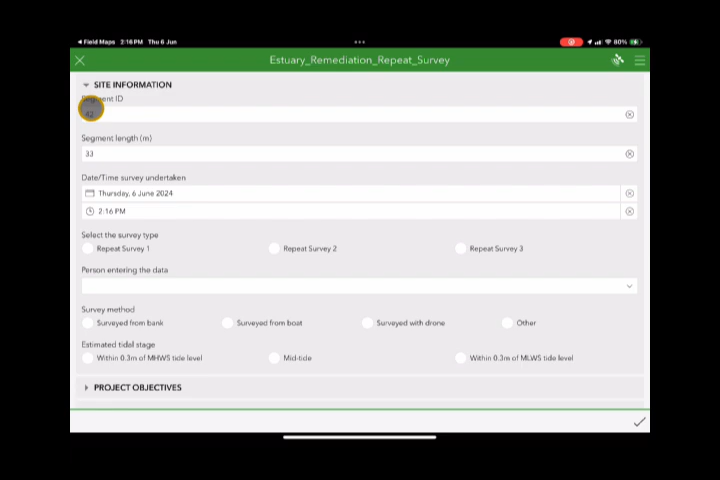 Field Maps 2:16 PM Thu 6 Jun
80%
Estuary_Remediation_Repeat_Survey
SITE INFORMATION
Segment ID
42
Segment length (m)
33
Date/Time survey undertaken
Thursday, 6 June 2024
2:16 PM
Select the survey type
Repeat Survey 1 Repeat Survey 2 Repeat Survey 3
Person entering the data
Survey method
Surveyed from bank Surveyed from boat Surveyed with drone Other
Estimated tidal stage
Within 0.3m of MHWS tide level Mid-tide Within 0.3m of MLWS tide level
PROJECT OBJECTIVES